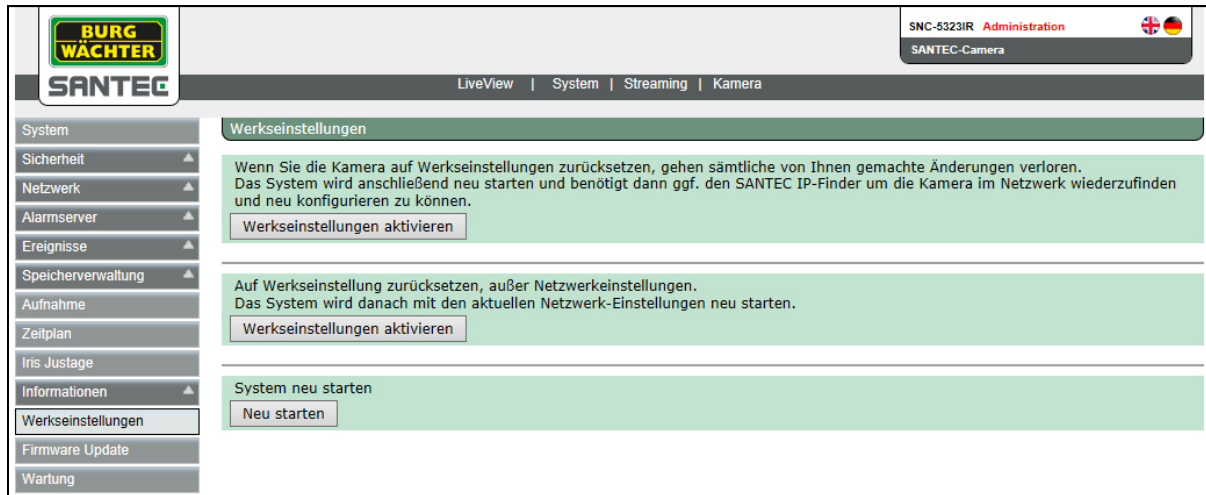 BURG
WÄCHTER
SANTEC
SNC-5323IR Administration
SANTEC-Camera
LiveView | System | Streaming | Kamera
System
Sicherheit
Netzwerk
Alarmserver
Ereignisse
Speicherverwaltung
Aufnahme
Zeitplan
Iris Justage
Informationen
Werkseinstellungen
Firmware Update
Wartung
Werkseinstellungen
Wenn Sie die Kamera auf Werkseinstellungen zurücksetzen, gehen sämtliche von Ihnen gemachte Änderungen verloren.
Das System wird anschließend neu starten und benötigt dann ggf. den SANTEC IP-Finder um die Kamera im Netzwerk wiederzufinden
und neu konfigurieren zu können.
Werkseinstellungen aktivieren
Auf Werkseinstellung zurücksetzen, außer Netzwerkeinstellungen.
Das System wird danach mit den aktuellen Netzwerk-Einstellungen neu starten.
Werkseinstellungen aktivieren
System neu starten
Neu starten